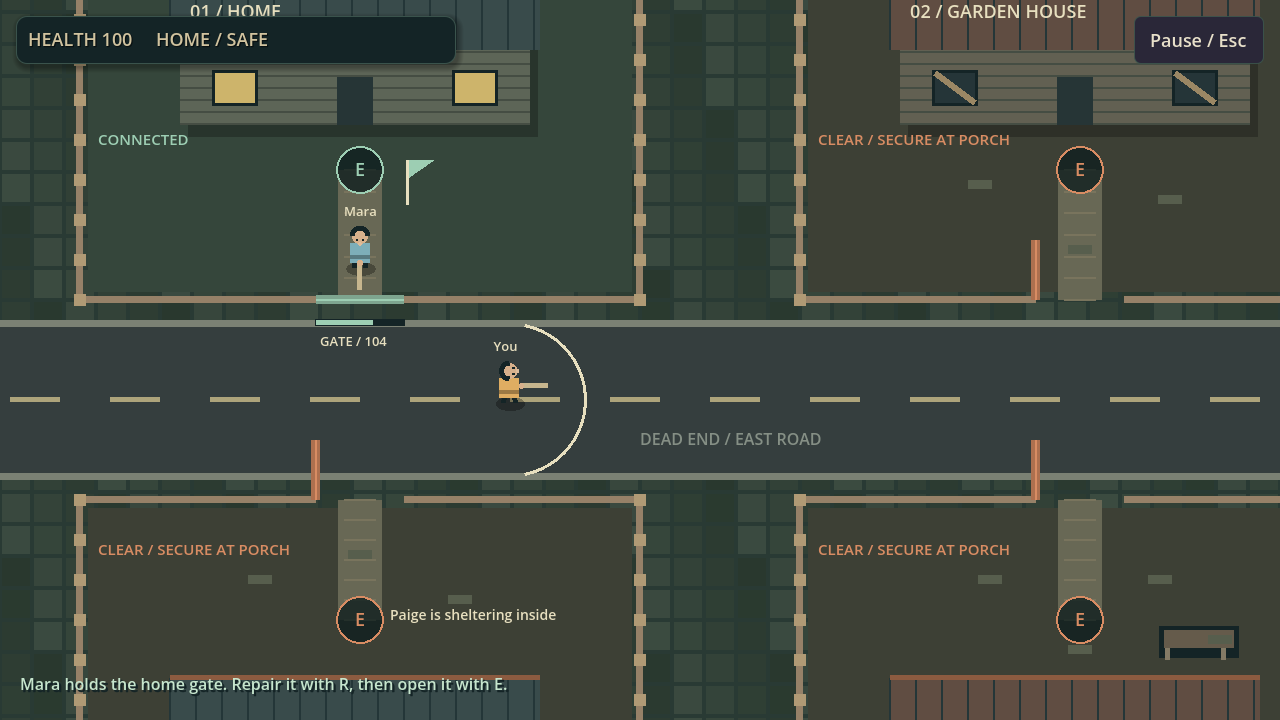 01 / HOME
02 / GARDEN HOUSE
HEALTH 100 HOME / SAFE
Pause / Esc
CONNECTED
CLEAR / SECURE AT PORCH
E
E
Mara
GATE / 104
You
DEAD END / EAST ROAD
CLEAR / SECURE AT PORCH
CLEAR / SECURE AT PORCH
E
Paige is sheltering inside
E
Mara holds the home gate. Repair it with R, then open it with E.